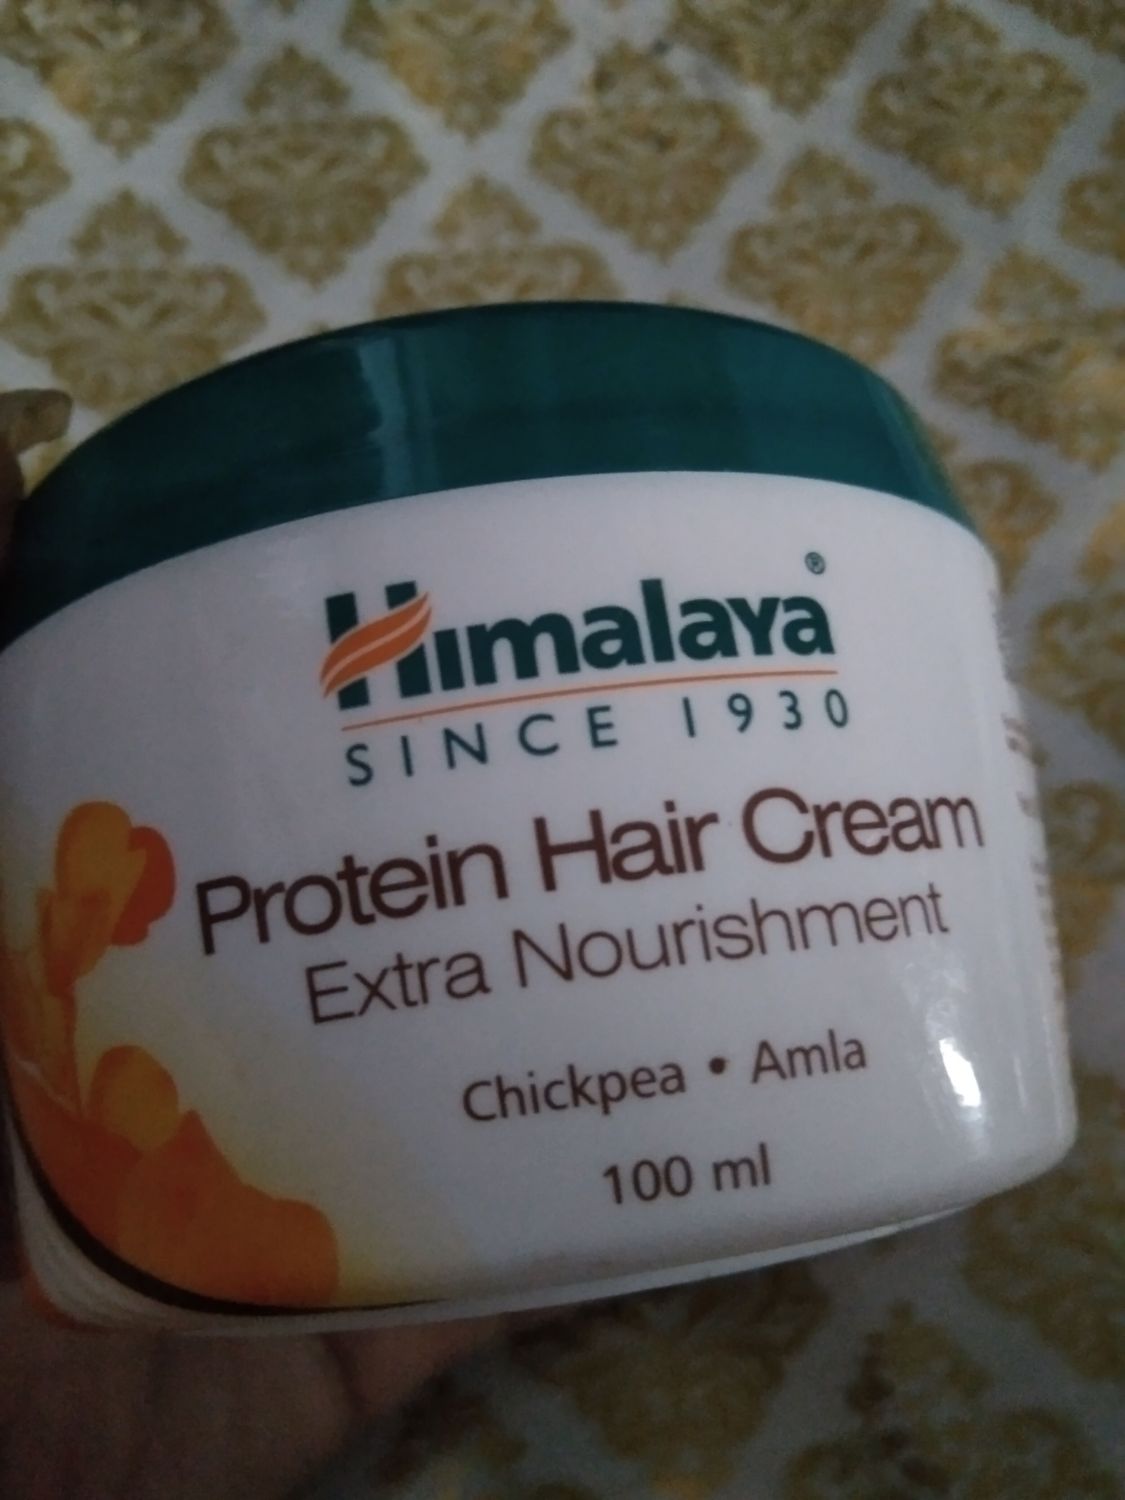 Himalaya®
SINCE 1930
Protein Hair Cream
Extra Nourishment
Chickpea • Amla
100 ml